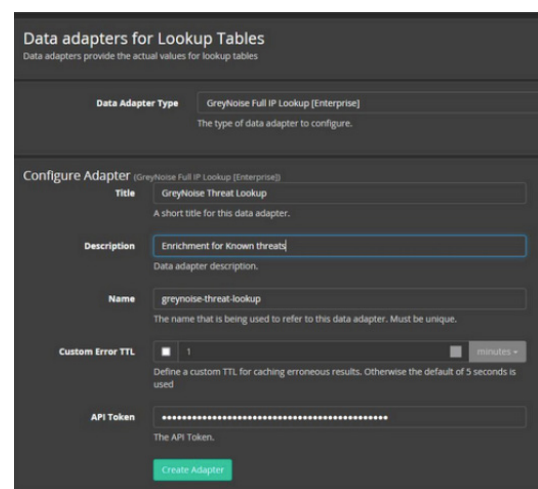 Data adapters for Lookup Tables
Data adapters provide the actual values for lookup tables
Data Adapter Type
GreyNoise Full IP Lookup [Enterprise]
The type of data adapter to configure.
Configure Adapter (GreyNoise Full IP Lookup [Enterprise])
Title
GreyNoise Threat Lookup
A short title for this data adapter.
Description
Enrichment for Known threats
Data adapter description.
Name
greynoise-threat-lookup
The name that is being used to refer to this data adapter. Must be unique.
Custom Error TTL
1
minutes
Define a custom TTL for caching erroneous results. Otherwise the default of 5 seconds is
used
API Token
••••••••••••••••••••••••••••••••••••••••••••••••
The API Token.
Create Adapter